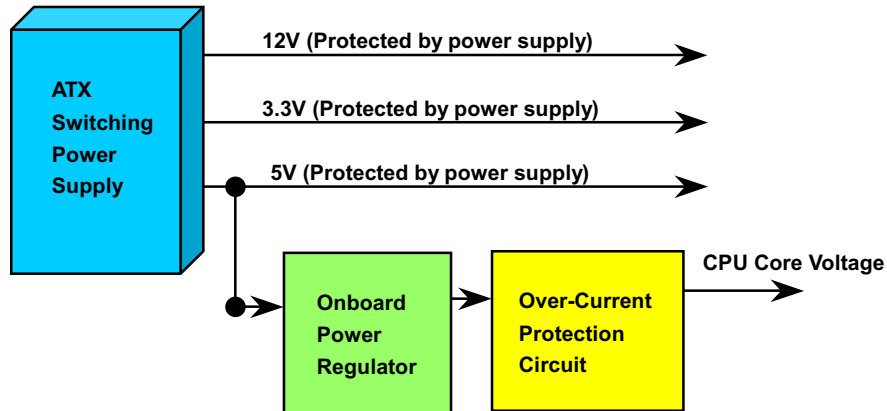 12V (Protected by power supply)
ATX
Switching
Power
Supply
3.3V (Protected by power supply)
5V (Protected by power supply)
CPU Core Voltage
Onboard
Power
Regulator
Over-Current
Protection
Circuit